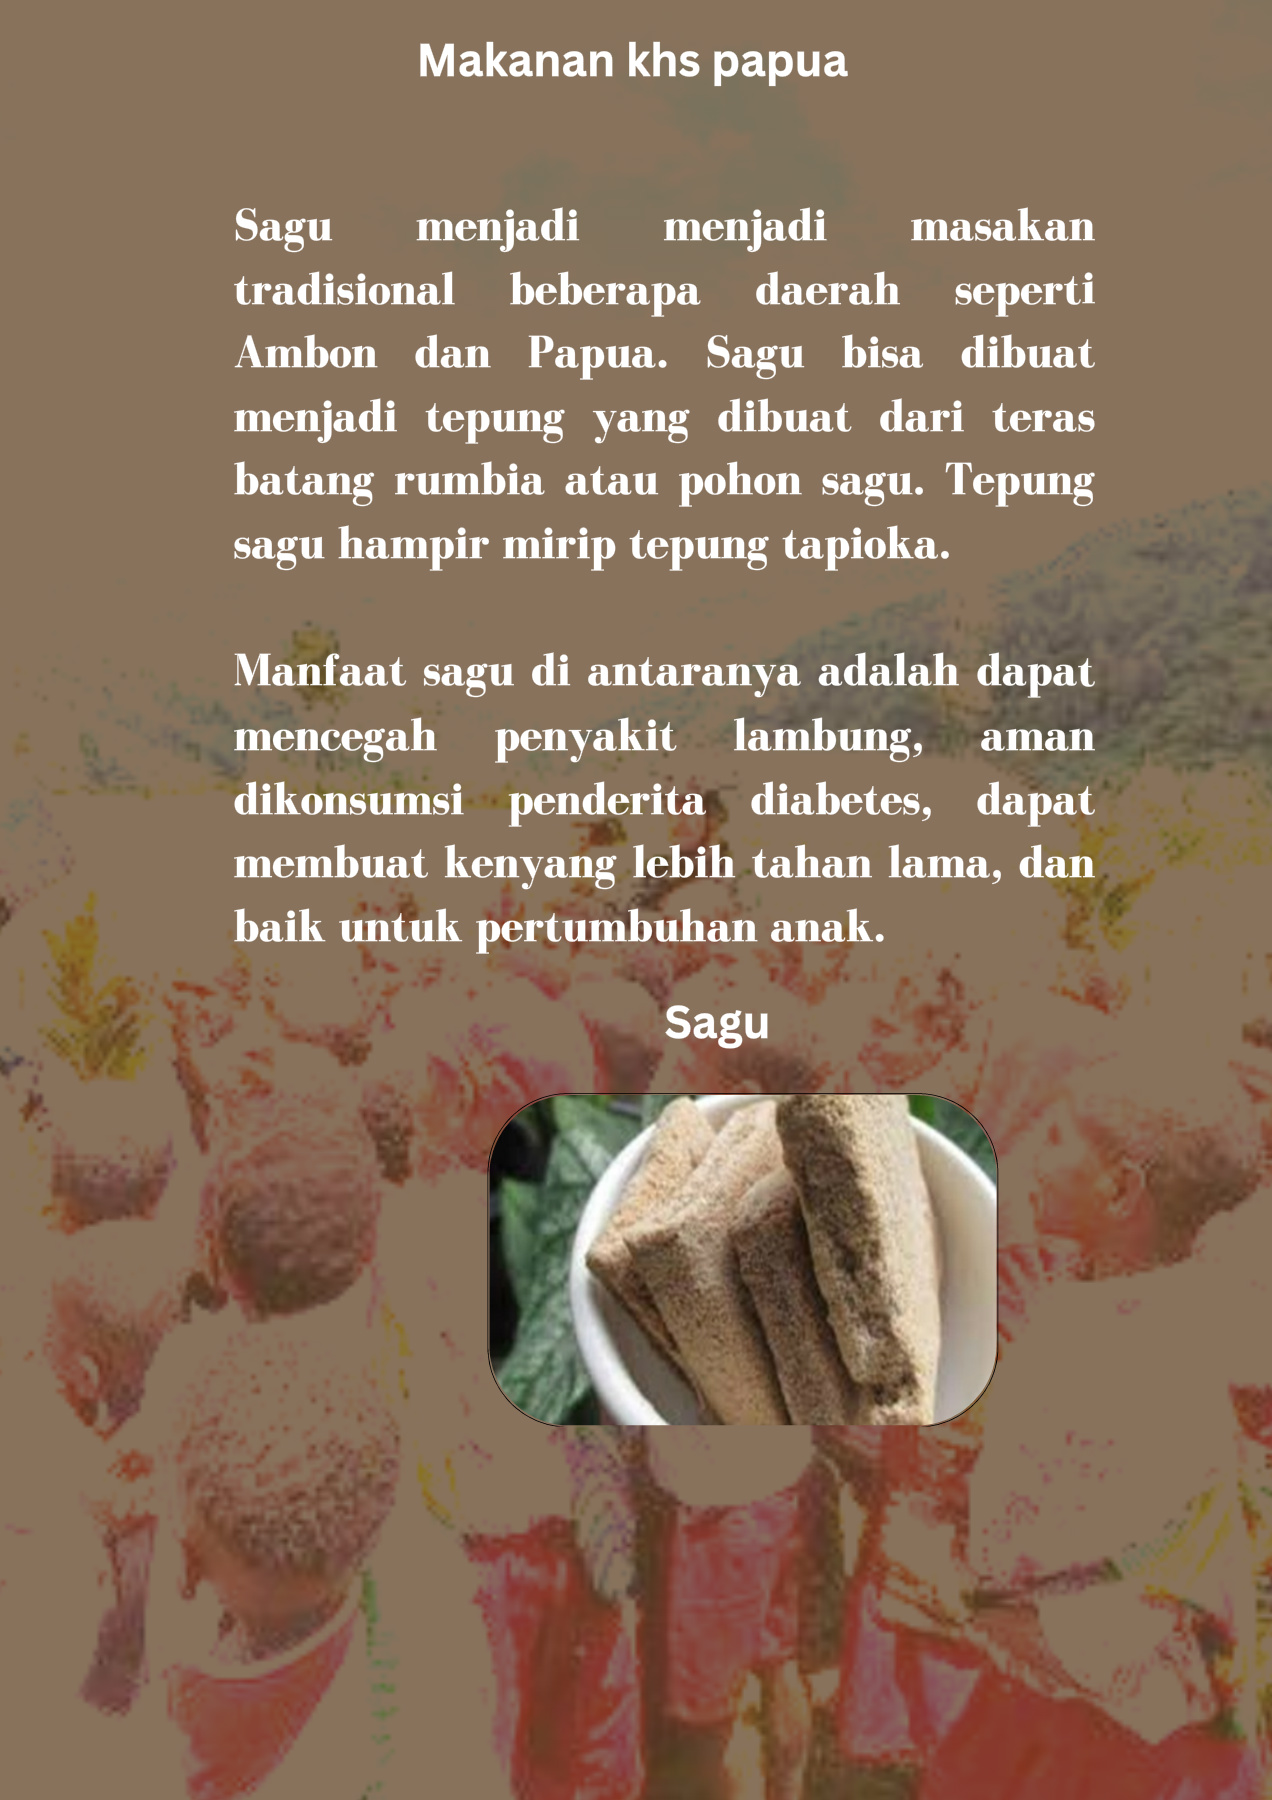 Makanan khs papua
Sagu menjadi menjadi masakan
tradisional beberapa daerah seperti
Ambon dan Papua. Sagu bisa dibuat
menjadi tepung yang dibuat dari teras
batang rumbia atau pohon sagu. Tepung
sagu hampir mirip tepung tapioka.
Manfaat sagu di antaranya adalah dapat
mencegah penyakit lambung, aman
dikonsumsi penderita diabetes, dapat
membuat kenyang lebih tahan lama, dan
baik untuk pertumbuhan anak.
Sagu